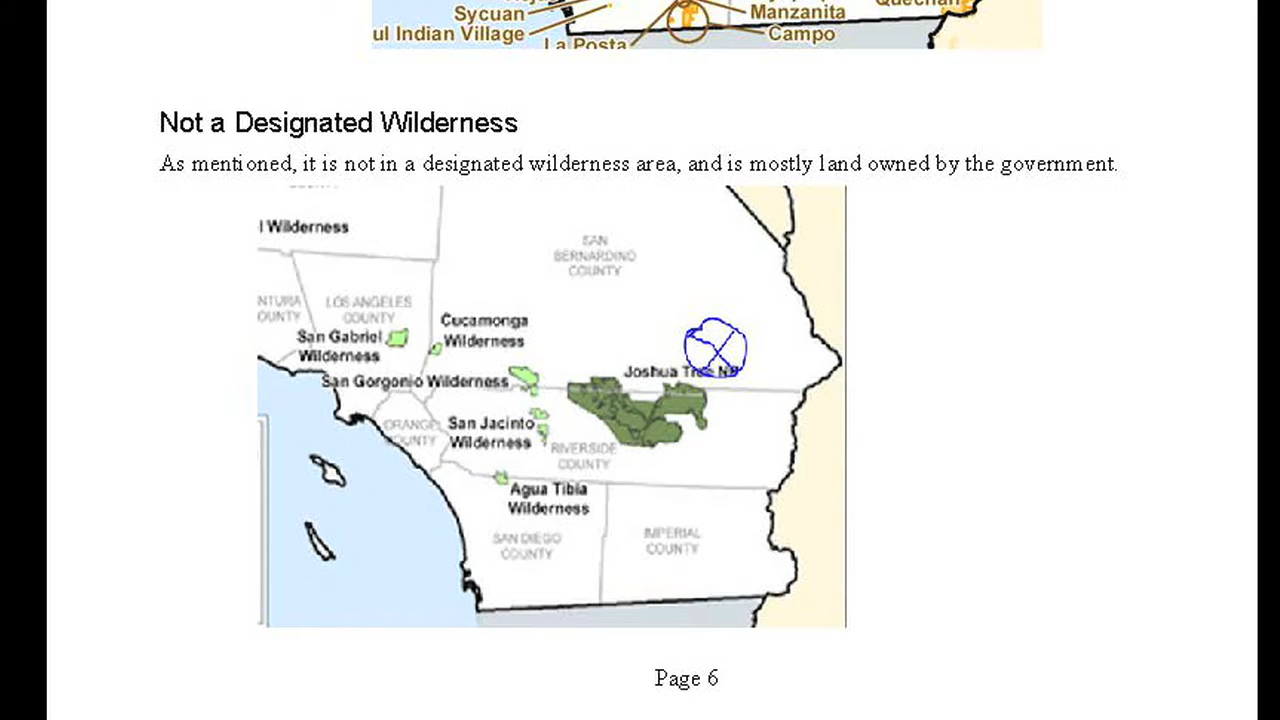 Sycuan
Manzanita
ul Indian Village
Campo
La Posta
Quechan
Not a Designated Wilderness
As mentioned, it is not in a designated wilderness area, and is mostly land owned by the government.
l Wilderness
SAN
BERNARDINO
COUNTY
NTURA
OUNTY
LOS ANGELES
COUNTY
Cucamonga
Wilderness
San Gabriel
Wilderness
Joshua Tree NP
San Gorgonio Wilderness
ORANGE
COUNTY
San Jacinto
Wilderness
RIVERSIDE
COUNTY
Agua Tibia
Wilderness
SAN DIEGO
COUNTY
IMPERIAL
COUNTY
Page 6